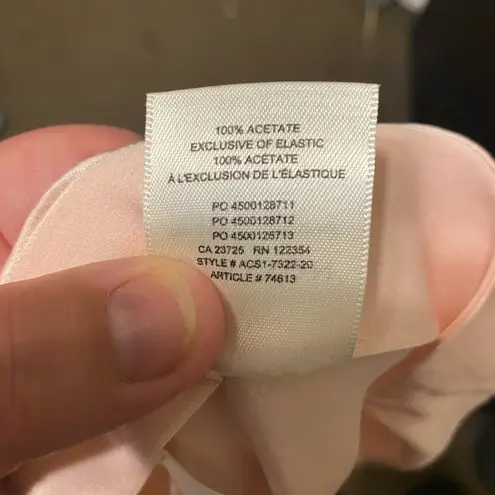 100% ACETATE
EXCLUSIVE OF ELASTIC
100% ACÉTATE
À L'EXCLUSION DE L'ÉLASTIQUE
PO 4500128711
PO 4500128712
PO 4500128713
CA 23725 RN 122354
STYLE # ACS1-7322-20
ARTICLE # 74613